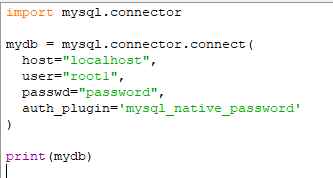 import mysql.connector
mydb = mysql.connector.connect(
  host="localhost",
  user="root1",
  passwd="password",
  auth_plugin='mysql_native_password'
)
print(mydb)